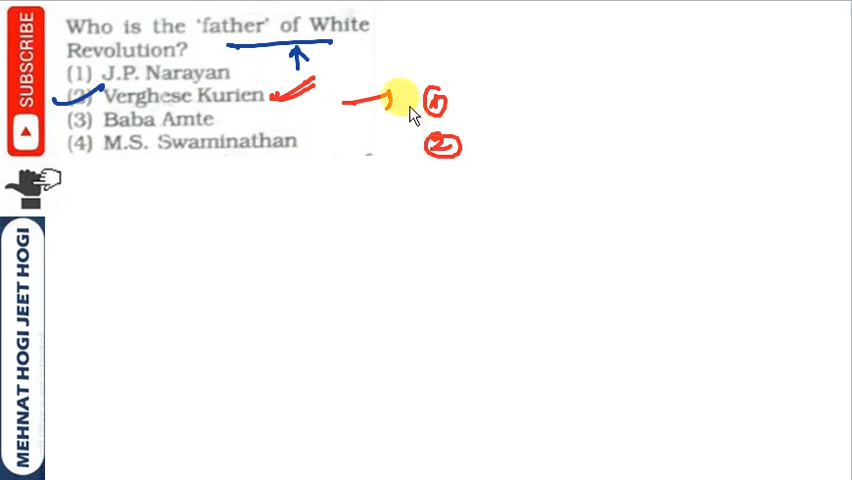 SUBSCRIBE
MEHNAT HOGI JEET HOGI
Who is the 'father' of White
Revolution?
(1) J.P. Narayan
(2) Verghese Kurien
(3) Baba Amte
(4) M.S. Swaminathan
2